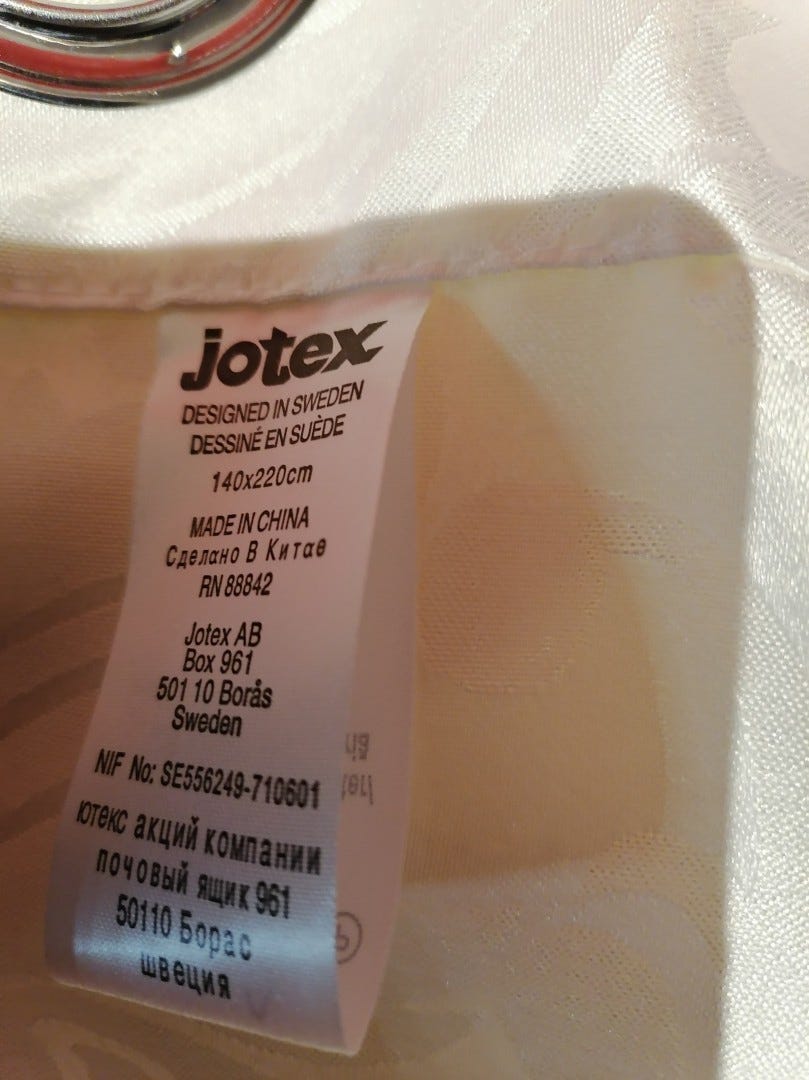 jotex
DESIGNED IN SWEDEN
DESSINÉ EN SUÈDE
140x220cm
MADE IN CHINA
Сделано В Китае
RN 88842
Jotex AB
Box 961
501 10 Borås
Sweden
NIF No: SE556249-710601
ютекс акций компании
почовый ящик 961
50110 Борас
швеция